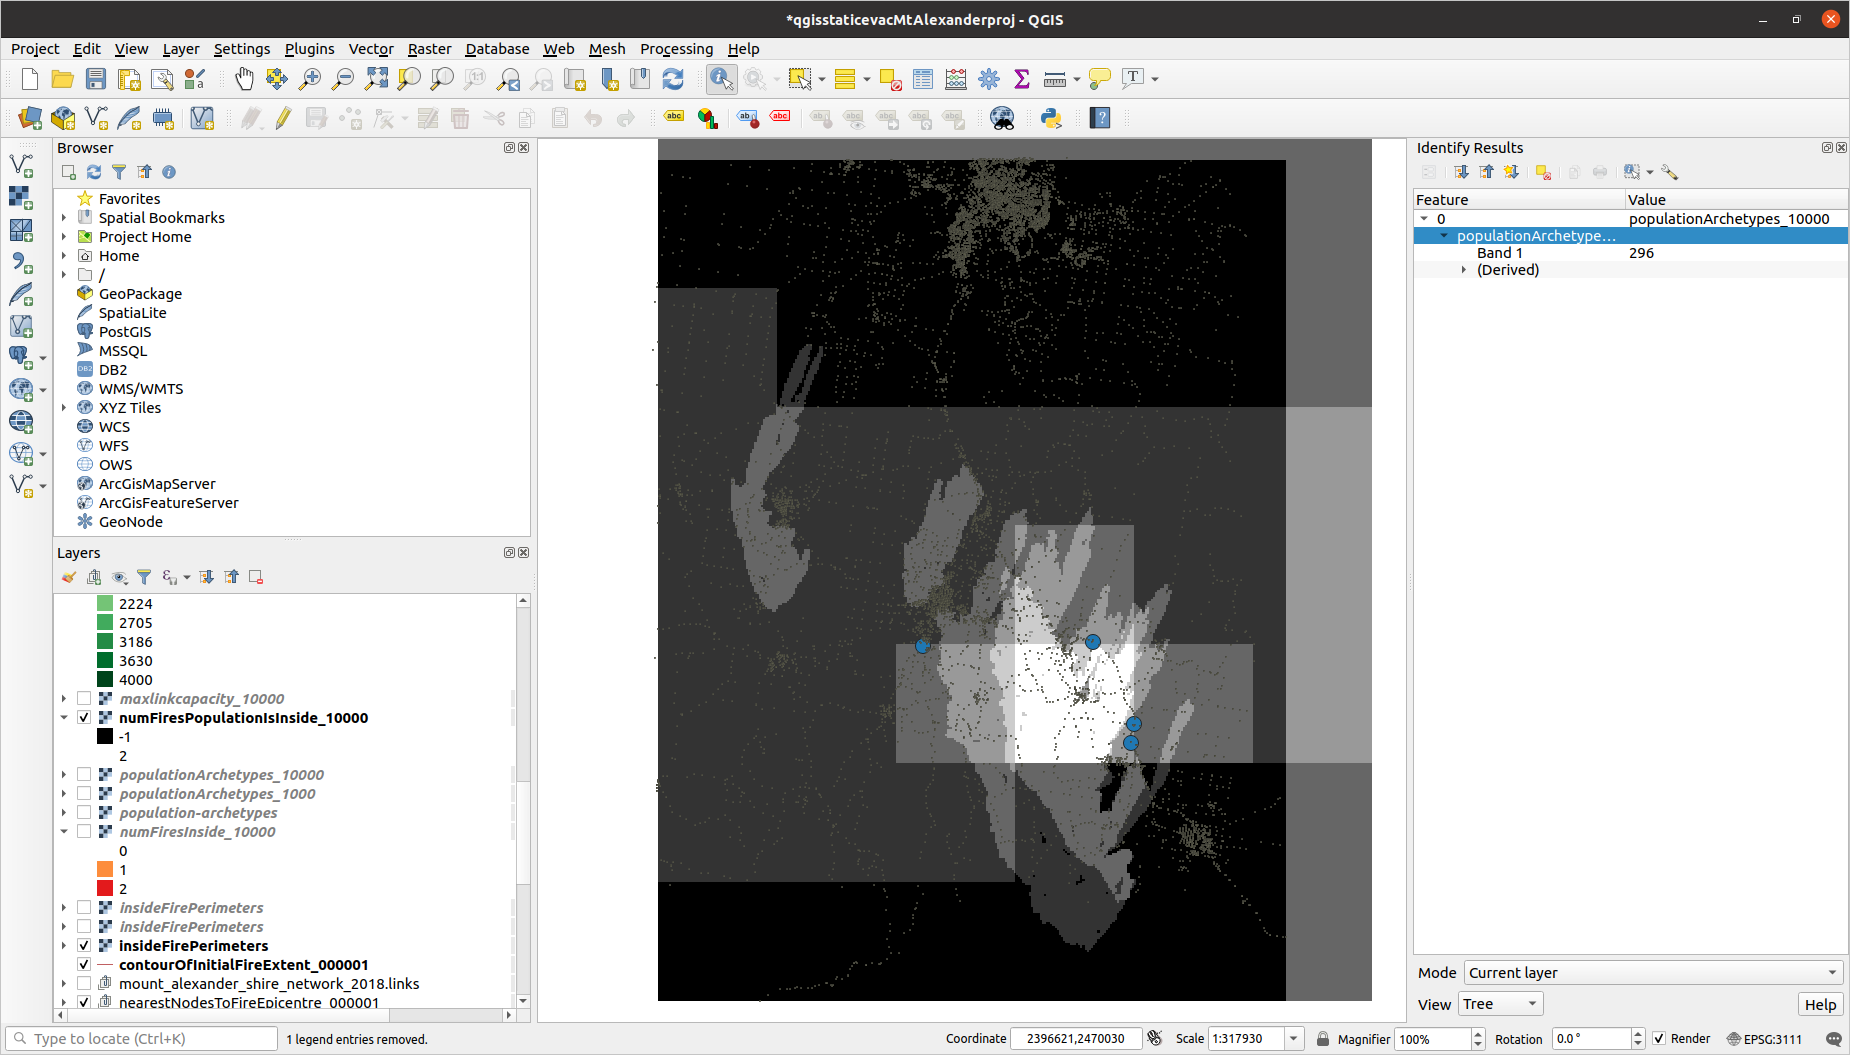 *qgisstaticevacMtAlexanderproj - QGIS
Project Edit View Layer Settings Plugins Vector Raster Database Web Mesh Processing Help
Browser
Favorites
Spatial Bookmarks
Project Home
Home
/
GeoPackage
SpatiaLite
PostGIS
MSSQL
DB2
WMS/WMTS
XYZ Tiles
WCS
WFS
OWS
ArcGisMapServer
ArcGisFeatureServer
GeoNode
Layers
2224
2705
3186
3630
4000
maxlinkcapacity_10000
numFiresPopulationIsInside_10000
-1
2
populationArchetypes_10000
populationArchetypes_1000
population-archetypes
numFiresInside_10000
0
1
2
insideFirePerimeters
insideFirePerimeters
insideFirePerimeters
contourOfInitialFireExtent_000001
mount_alexander_shire_network_2018.links
nearestNodesToFireEpicentre_000001
Identify Results
Feature Value
0 populationArchetypes_10000
populationArchetype...
Band 1 296
(Derived)
Mode Current layer
View Tree Help
Type to locate (Ctrl+K) 1 legend entries removed. Coordinate 2396621,2470030 Scale 1:317930 Magnifier 100% Rotation 0.0 ° Render EPSG:3111